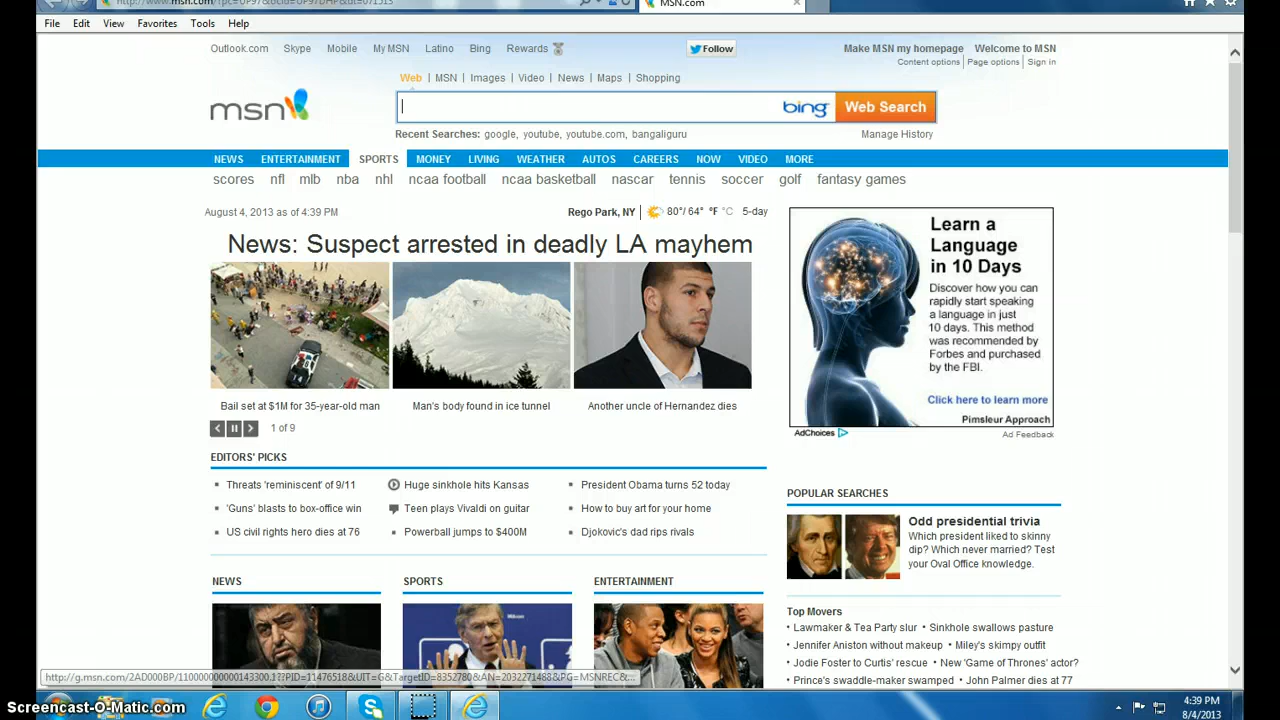 http://www.msn.com/?pc=UP97&ocid=UP97DHP&dt=071313
MSN.com
File Edit View Favorites Tools Help
Outlook.com Skype Mobile My MSN Latino Bing Rewards
Follow
Make MSN my homepage Welcome to MSN
Content options | Page options | Sign in
Web | MSN | Images | Video | News | Maps | Shopping
msn
bing Web Search
Recent Searches: google, youtube, youtube.com, bangaliguru
Manage History
NEWS ENTERTAINMENT SPORTS MONEY LIVING WEATHER AUTOS CAREERS NOW VIDEO MORE
scores nfl mlb nba nhl ncaa football ncaa basketball nascar tennis soccer golf fantasy games
August 4, 2013 as of 4:39 PM
Rego Park, NY | 80°/ 64° °F °C 5-day
News: Suspect arrested in deadly LA mayhem
Bail set at $1M for 35-year-old man
Man's body found in ice tunnel
Another uncle of Hernandez dies
1 of 9
Learn a
Language
in 10 Days
Discover how you can
rapidly start speaking
a language in just
10 days. This method
was recommended by
Forbes and purchased
by the FBI.
Click here to learn more
Pimsleur Approach
AdChoices
Ad Feedback
EDITORS' PICKS
Threats 'reminiscent' of 9/11
Huge sinkhole hits Kansas
President Obama turns 52 today
'Guns' blasts to box-office win
Teen plays Vivaldi on guitar
How to buy art for your home
US civil rights hero dies at 76
Powerball jumps to $400M
Djokovic's dad rips rivals
POPULAR SEARCHES
Odd presidential trivia
Which president liked to skinny
dip? Which never married? Test
your Oval Office knowledge.
Top Movers
• Lawmaker & Tea Party slur • Sinkhole swallows pasture
• Jennifer Aniston without makeup • Miley's skimpy outfit
• Jodie Foster to Curtis' rescue • New 'Game of Thrones' actor?
• Prince's swaddle-maker swamped • John Palmer dies at 77
NEWS
SPORTS
ENTERTAINMENT
Screencast-O-Matic.com
4:39 PM
8/4/2013